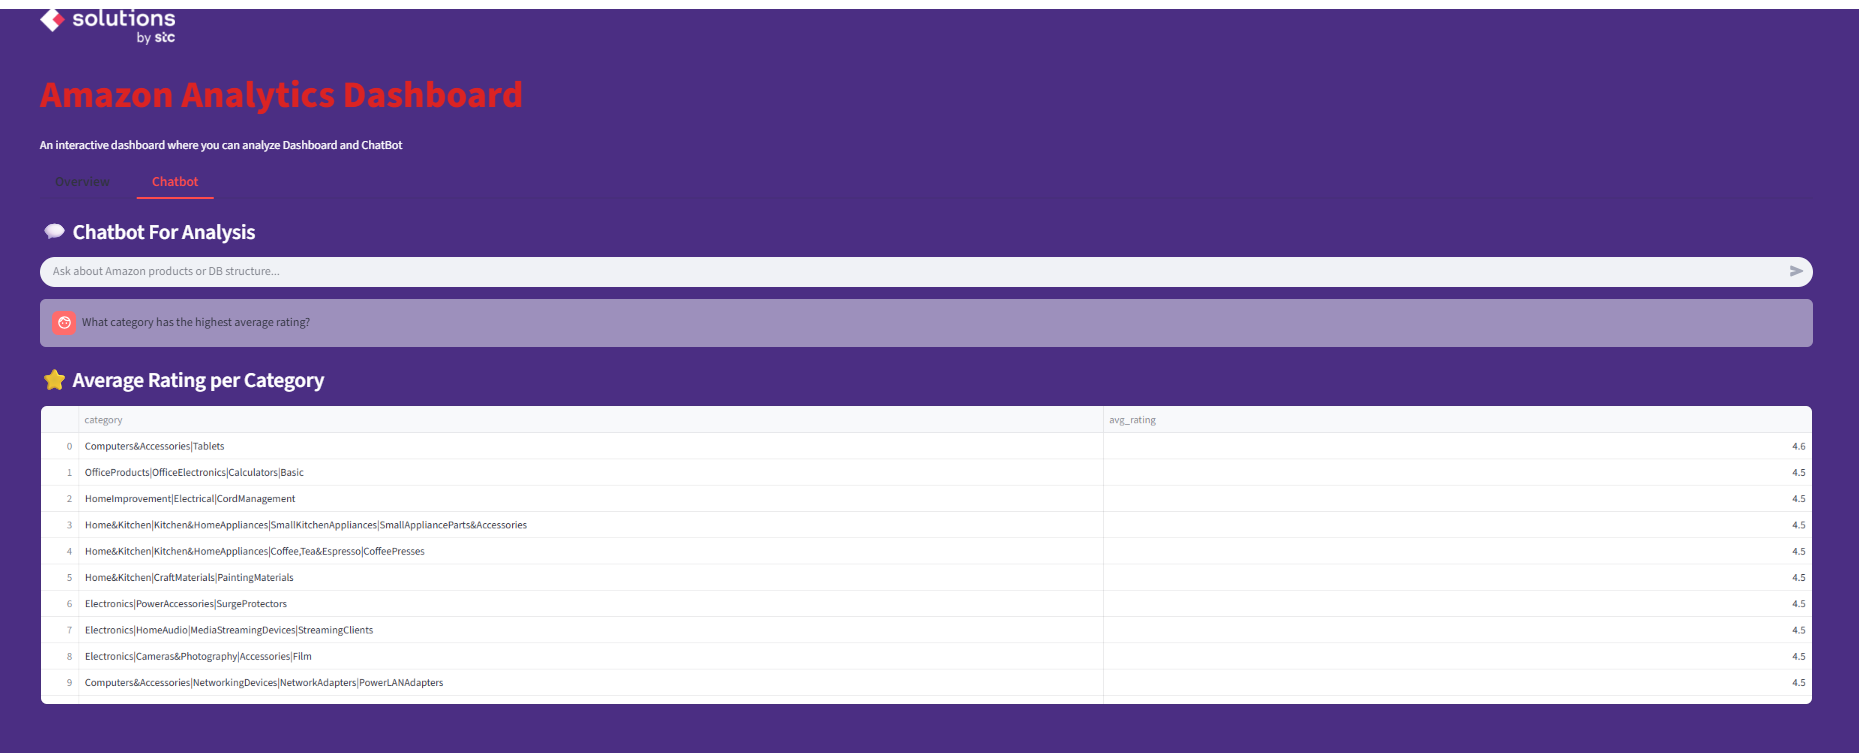 solutions
by stc
Amazon Analytics Dashboard
An interactive dashboard where you can analyze Dashboard and ChatBot
Overview Chatbot
Chatbot For Analysis
Ask about Amazon products or DB structure...
What category has the highest average rating?
Average Rating per Category
category avg_rating
0 Computers&Accessories|Tablets 4.6
1 OfficeProducts|OfficeElectronics|Calculators|Basic 4.5
2 HomeImprovement|Electrical|CordManagement 4.5
3 Home&Kitchen|Kitchen&HomeAppliances|SmallKitchenAppliances|SmallApplianceParts&Accessories 4.5
4 Home&Kitchen|Kitchen&HomeAppliances|Coffee,Tea&Espresso|CoffeePresses 4.5
5 Home&Kitchen|CraftMaterials|PaintingMaterials 4.5
6 Electronics|PowerAccessories|SurgeProtectors 4.5
7 Electronics|HomeAudio|MediaStreamingDevices|StreamingClients 4.5
8 Electronics|Cameras&Photography|Accessories|Film 4.5
9 Computers&Accessories|NetworkingDevices|NetworkAdapters|PowerLANAdapters 4.5